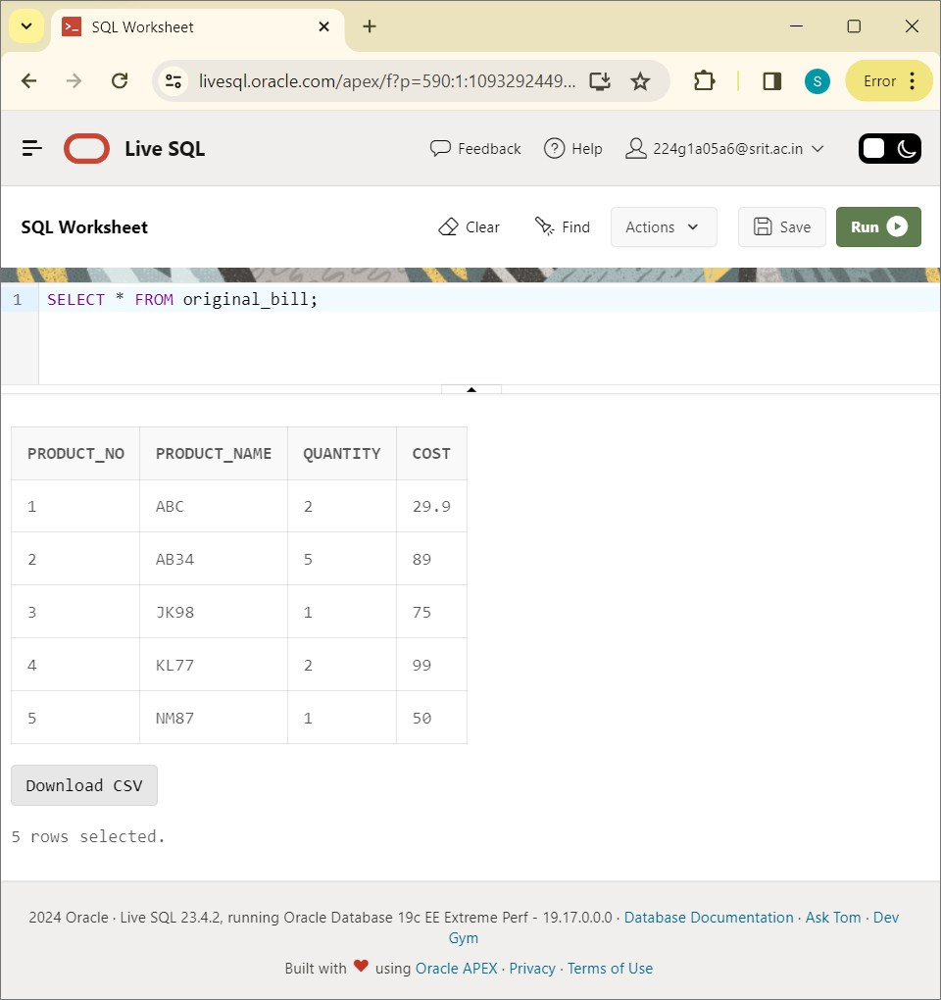 SQL Worksheet
livesql.oracle.com/apex/f?p=590:1:1093292449...
S
Error
Live SQL
Feedback
Help
224g1a05a6@srit.ac.in
SQL Worksheet
Clear
Find
Actions
Save
Run
1 SELECT * FROM original_bill;
PRODUCT_NO PRODUCT_NAME QUANTITY COST
1 ABC 2 29.9
2 AB34 5 89
3 JK98 1 75
4 KL77 2 99
5 NM87 1 50
Download CSV
5 rows selected.
2024 Oracle · Live SQL 23.4.2, running Oracle Database 19c EE Extreme Perf - 19.17.0.0.0 · Database Documentation · Ask Tom · Dev
Gym
Built with ❤ using Oracle APEX · Privacy · Terms of Use